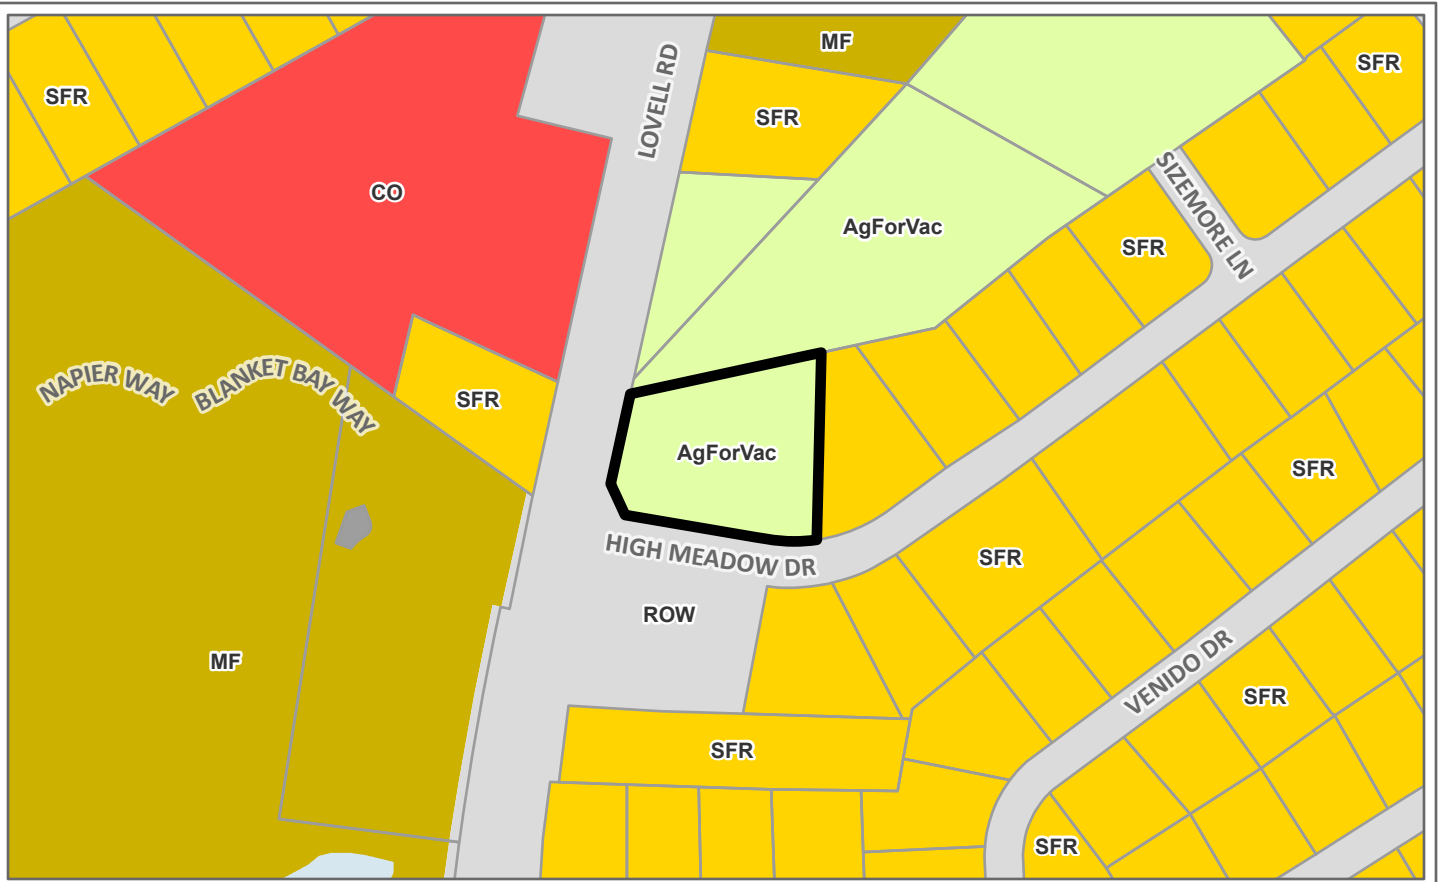 MF
SFR
SFR
LOVELL RD
SFR
SIZEMORE LN
CO
AgForVac
SFR
NAPIER WAY
BLANKET BAY WAY
SFR
AgForVac
SFR
HIGH MEADOW DR
SFR
ROW
MF
VENIDO DR
SFR
SFR
SFR